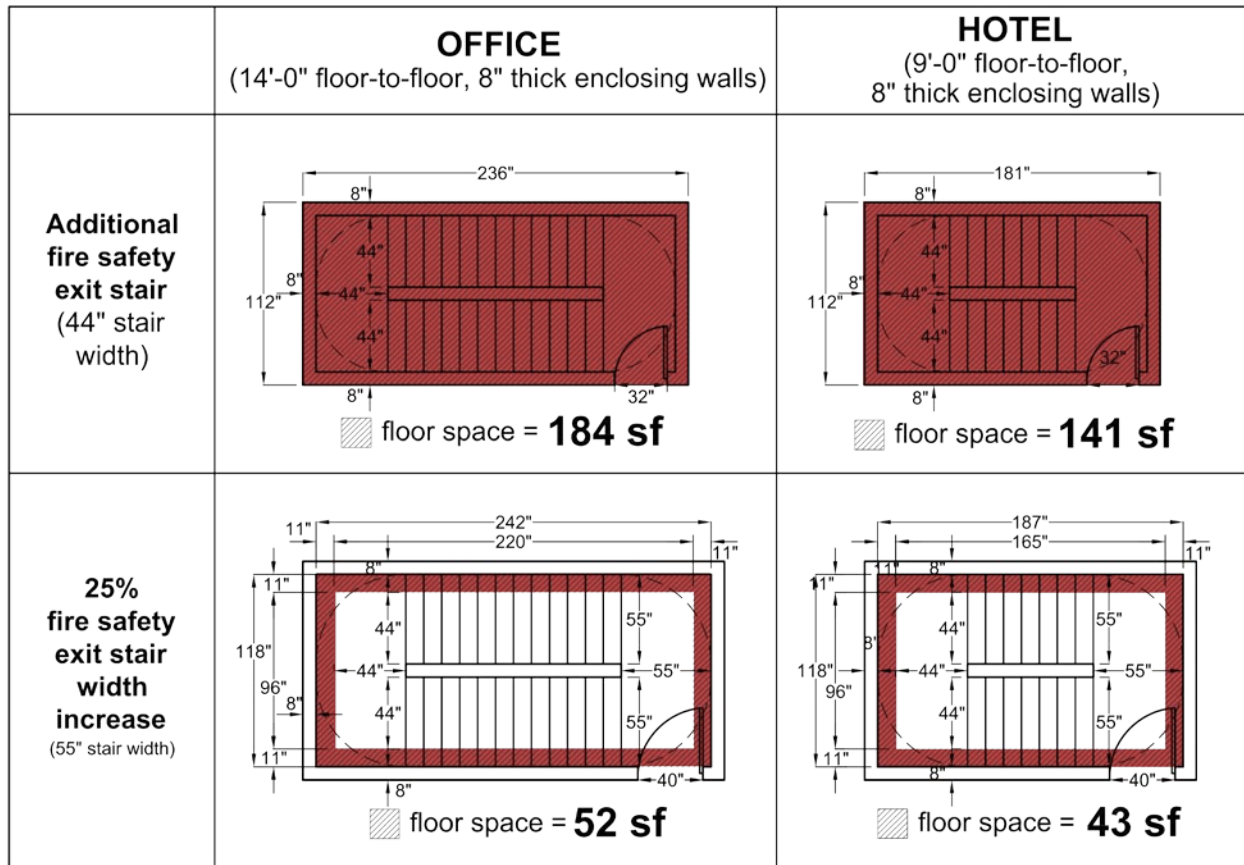 OFFICE
(14'-0" floor-to-floor, 8" thick enclosing walls)
HOTEL
(9'-0" floor-to-floor,
8" thick enclosing walls)
Additional
fire safety
exit stair
(44" stair
width)
236"
8"
44"
8"
44"
112"
44"
8"
32"
floor space = 184 sf
181"
8"
44"
8"
44"
112"
44"
32"
8"
floor space = 141 sf
25%
fire safety
exit stair
width
increase
(55" stair width)
242"
11"
220"
11"
8"
11"
44"
55"
118"
44"
55"
96"
44"
8"
55"
11"
40"
8"
floor space = 52 sf
187"
165"
11"
8"
11"
11"
44"
55"
8'
118"
44"
55"
96"
44"
55"
11"
8"
40"
floor space = 43 sf